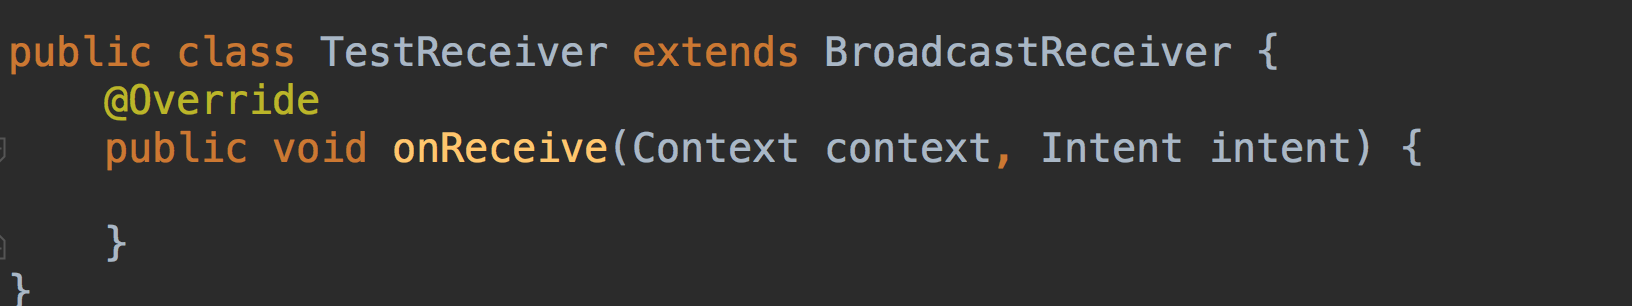 public class TestReceiver extends BroadcastReceiver {
    @Override
    public void onReceive(Context context, Intent intent) {

    }
}